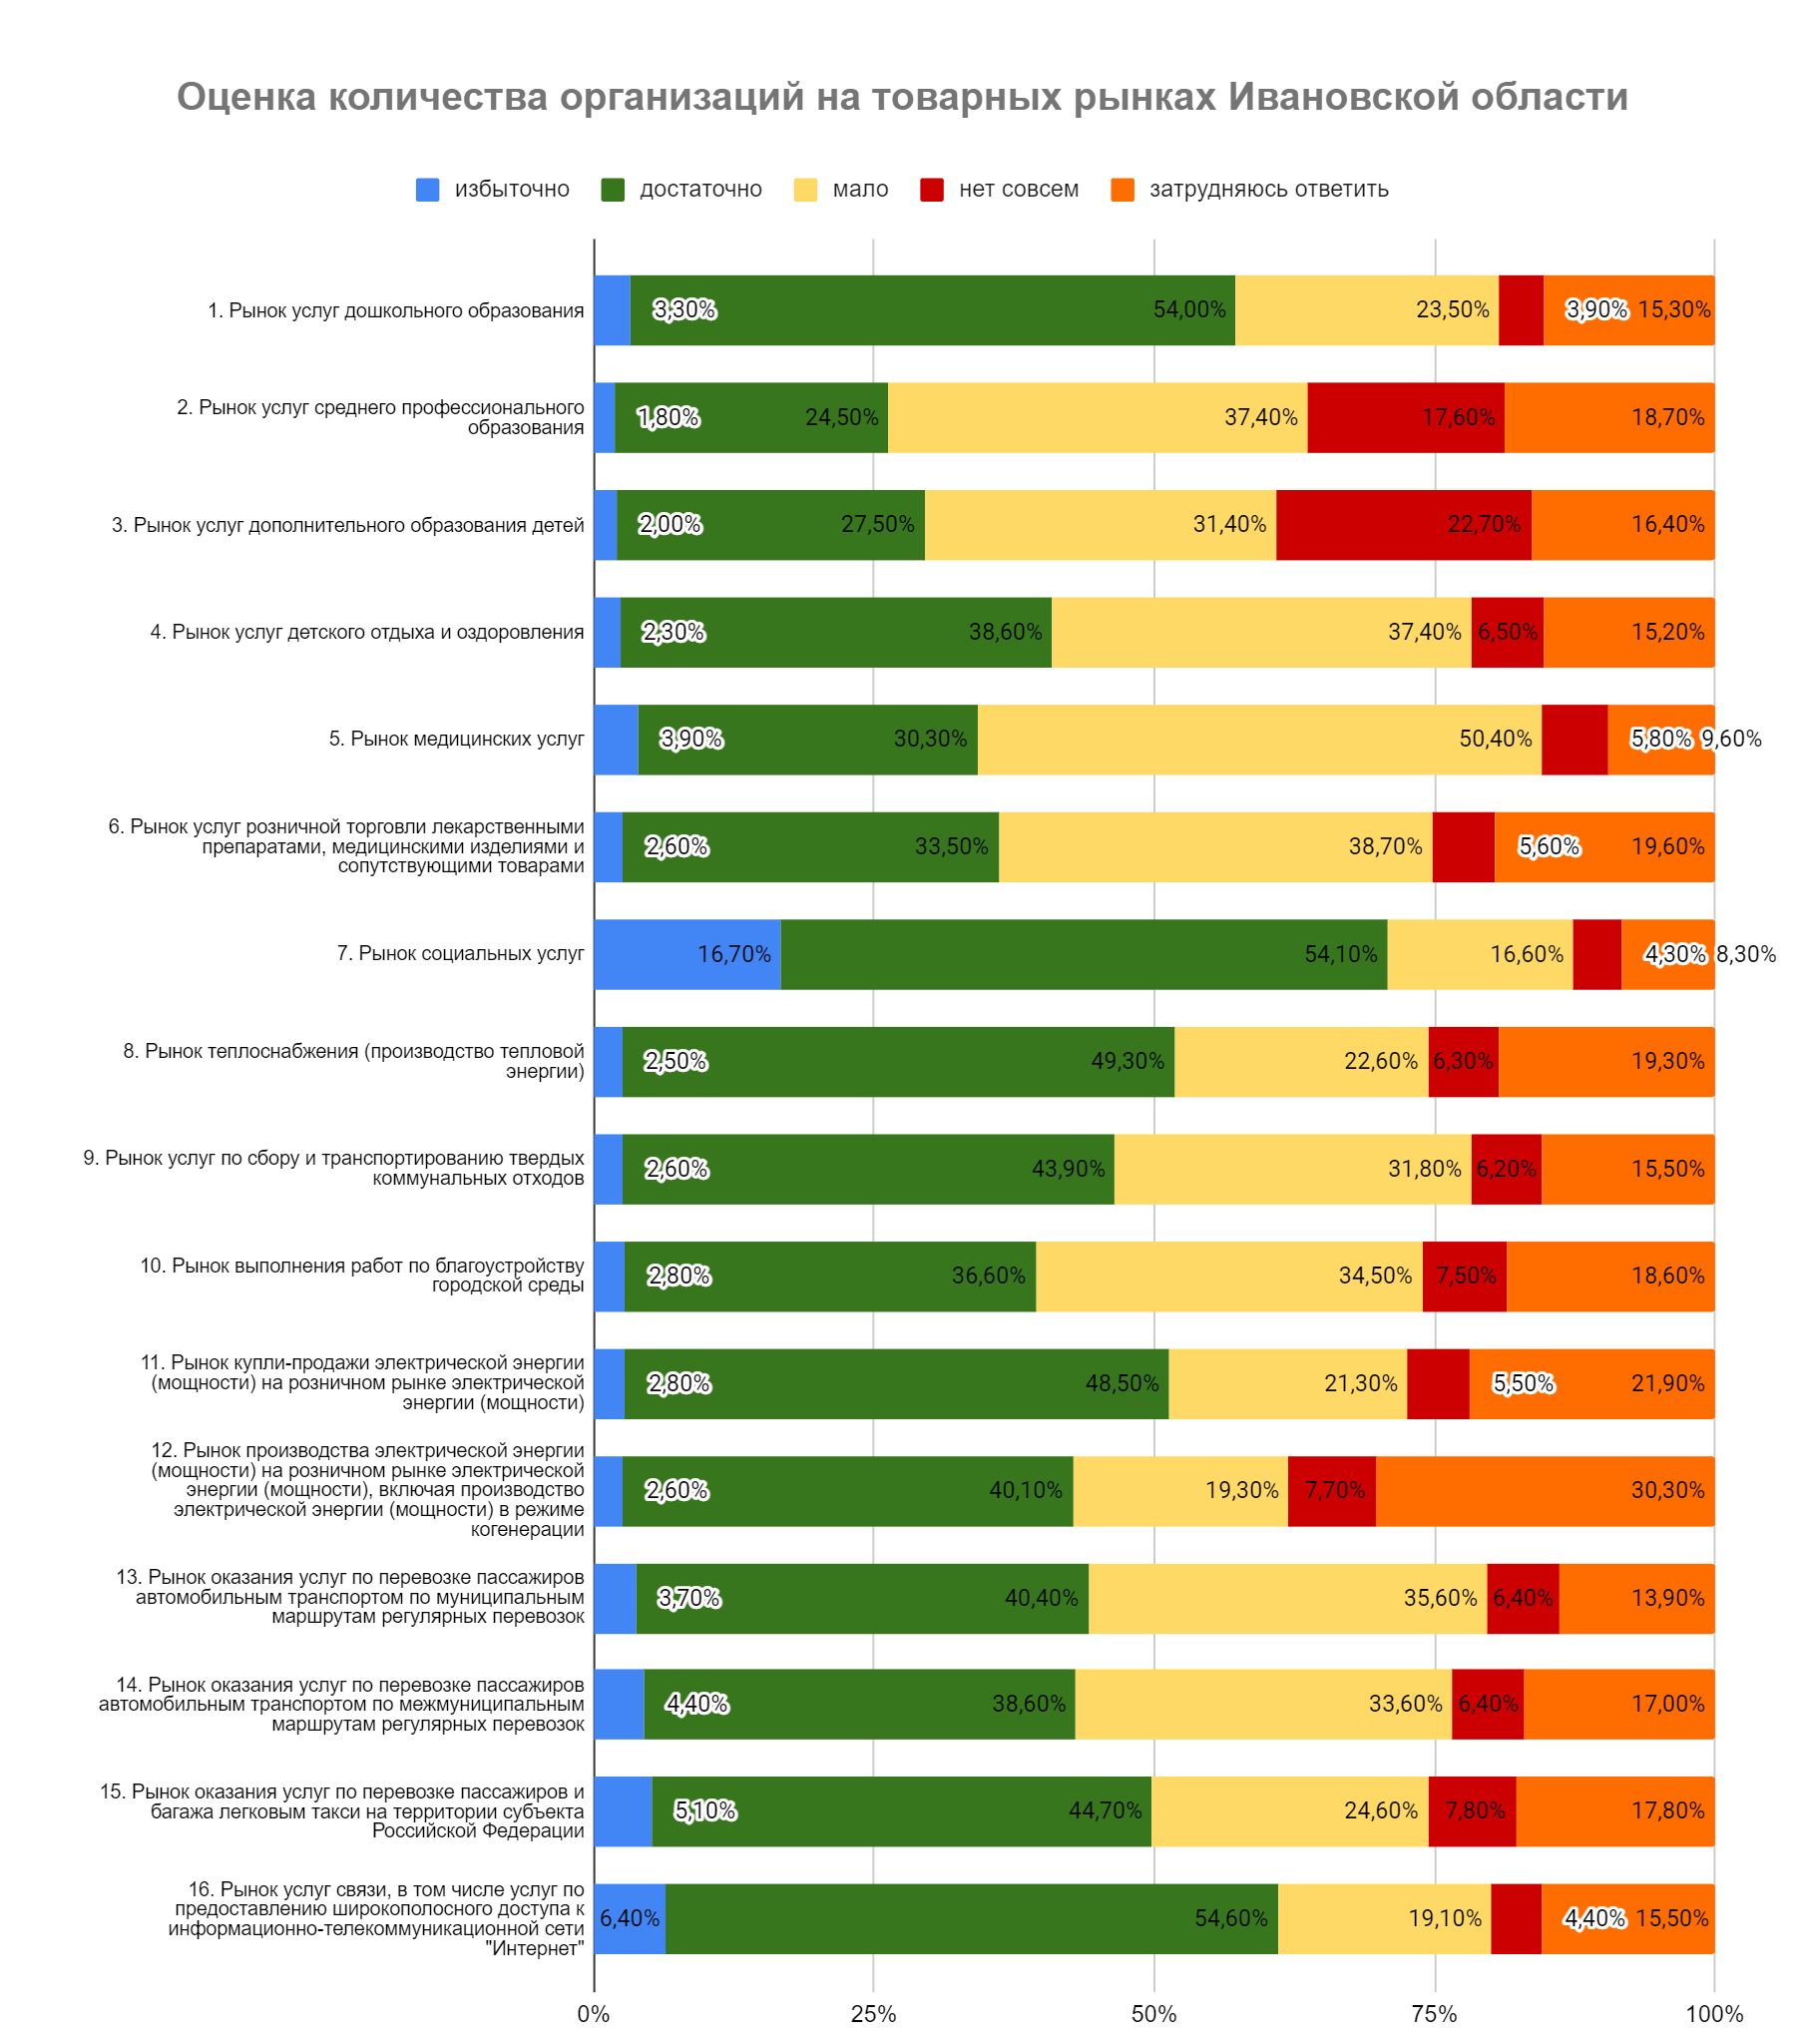 Оценка количества организаций на товарных рынках Ивановской области
избыточно достаточно мало нет совсем затрудняюсь ответить
1. Рынок услуг дошкольного образования
3,30% 54,00% 23,50% 3,90% 15,30%
2. Рынок услуг среднего профессионального
образования
1,80% 24,50% 37,40% 17,60% 18,70%
3. Рынок услуг дополнительного образования детей
2,00% 27,50% 31,40% 22,70% 16,40%
4. Рынок услуг детского отдыха и оздоровления
2,30% 38,60% 37,40% 6,50% 15,20%
5. Рынок медицинских услуг
3,90% 30,30% 50,40% 5,80% 9,60%
6. Рынок услуг розничной торговли лекарственными
препаратами, медицинскими изделиями и
сопутствующими товарами
2,60% 33,50% 38,70% 5,60% 19,60%
7. Рынок социальных услуг
16,70% 54,10% 16,60% 4,30% 8,30%
8. Рынок теплоснабжения (производство тепловой
энергии)
2,50% 49,30% 22,60% 6,30% 19,30%
9. Рынок услуг по сбору и транспортированию твердых
коммунальных отходов
2,60% 43,90% 31,80% 6,20% 15,50%
10. Рынок выполнения работ по благоустройству
городской среды
2,80% 36,60% 34,50% 7,50% 18,60%
11. Рынок купли-продажи электрической энергии
(мощности) на розничном рынке электрической
энергии (мощности)
2,80% 48,50% 21,30% 5,50% 21,90%
12. Рынок производства электрической энергии
(мощности) на розничном рынке электрической
энергии (мощности), включая производство
электрической энергии (мощности) в режиме
когенерации
2,60% 40,10% 19,30% 7,70% 30,30%
13. Рынок оказания услуг по перевозке пассажиров
автомобильным транспортом по муниципальным
маршрутам регулярных перевозок
3,70% 40,40% 35,60% 6,40% 13,90%
14. Рынок оказания услуг по перевозке пассажиров
автомобильным транспортом по межмуниципальным
маршрутам регулярных перевозок
4,40% 38,60% 33,60% 6,40% 17,00%
15. Рынок оказания услуг по перевозке пассажиров и
багажа легковым такси на территории субъекта
Российской Федерации
5,10% 44,70% 24,60% 7,80% 17,80%
16. Рынок услуг связи, в том числе услуг по
предоставлению широкополосного доступа к
информационно-телекоммуникационной сети
"Интернет"
6,40% 54,60% 19,10% 4,40% 15,50%
0% 25% 50% 75% 100%